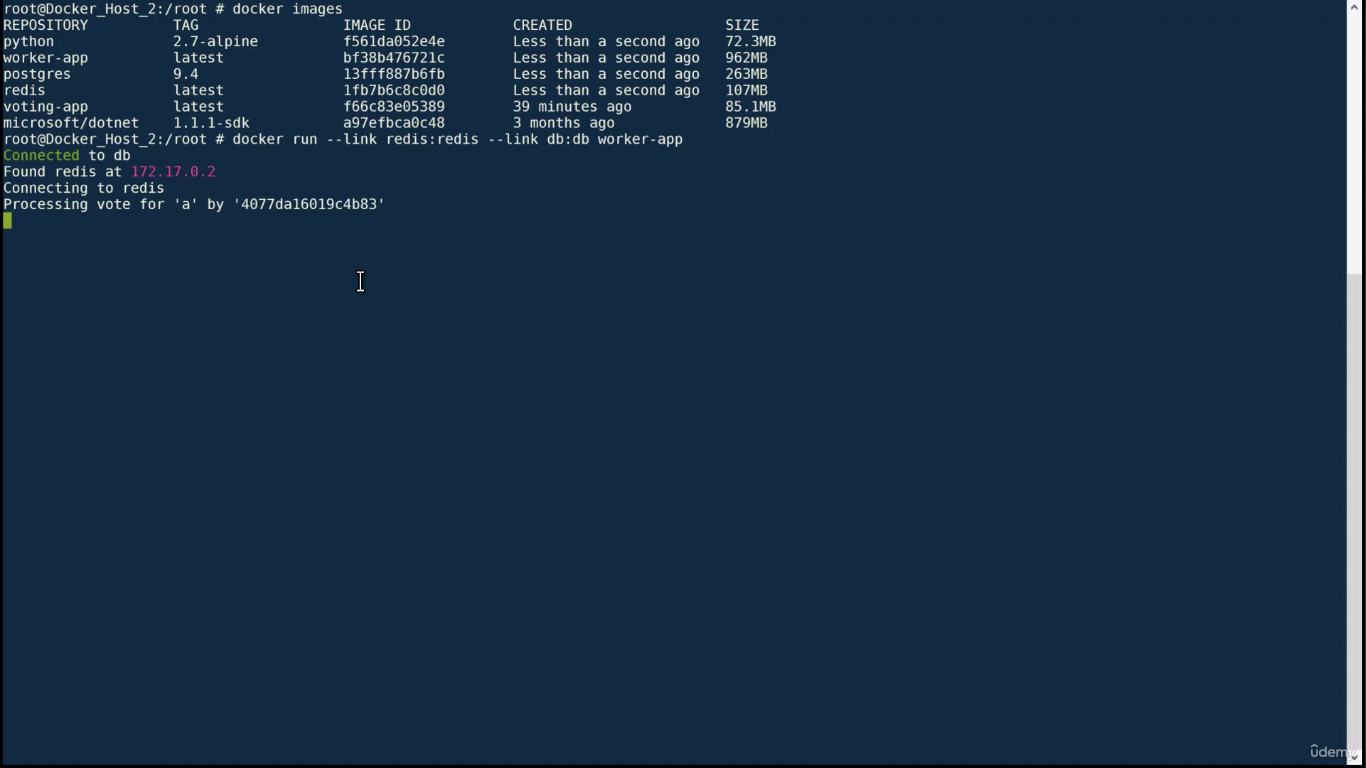 root@Docker_Host_2:/root # docker images
REPOSITORY TAG IMAGE ID CREATED SIZE
python 2.7-alpine f561da052e4e Less than a second ago 72.3MB
worker-app latest bf38b476721c Less than a second ago 962MB
postgres 9.4 13fff887b6fb Less than a second ago 263MB
redis latest 1fb7b6c8c0d0 Less than a second ago 107MB
voting-app latest f66c83e05389 39 minutes ago 85.1MB
microsoft/dotnet 1.1.1-sdk a97efbca0c48 3 months ago 879MB
root@Docker_Host_2:/root # docker run --link redis:redis --link db:db worker-app
Connected to db
Found redis at 172.17.0.2
Connecting to redis
Processing vote for 'a' by '4077da16019c4b83'
udemy